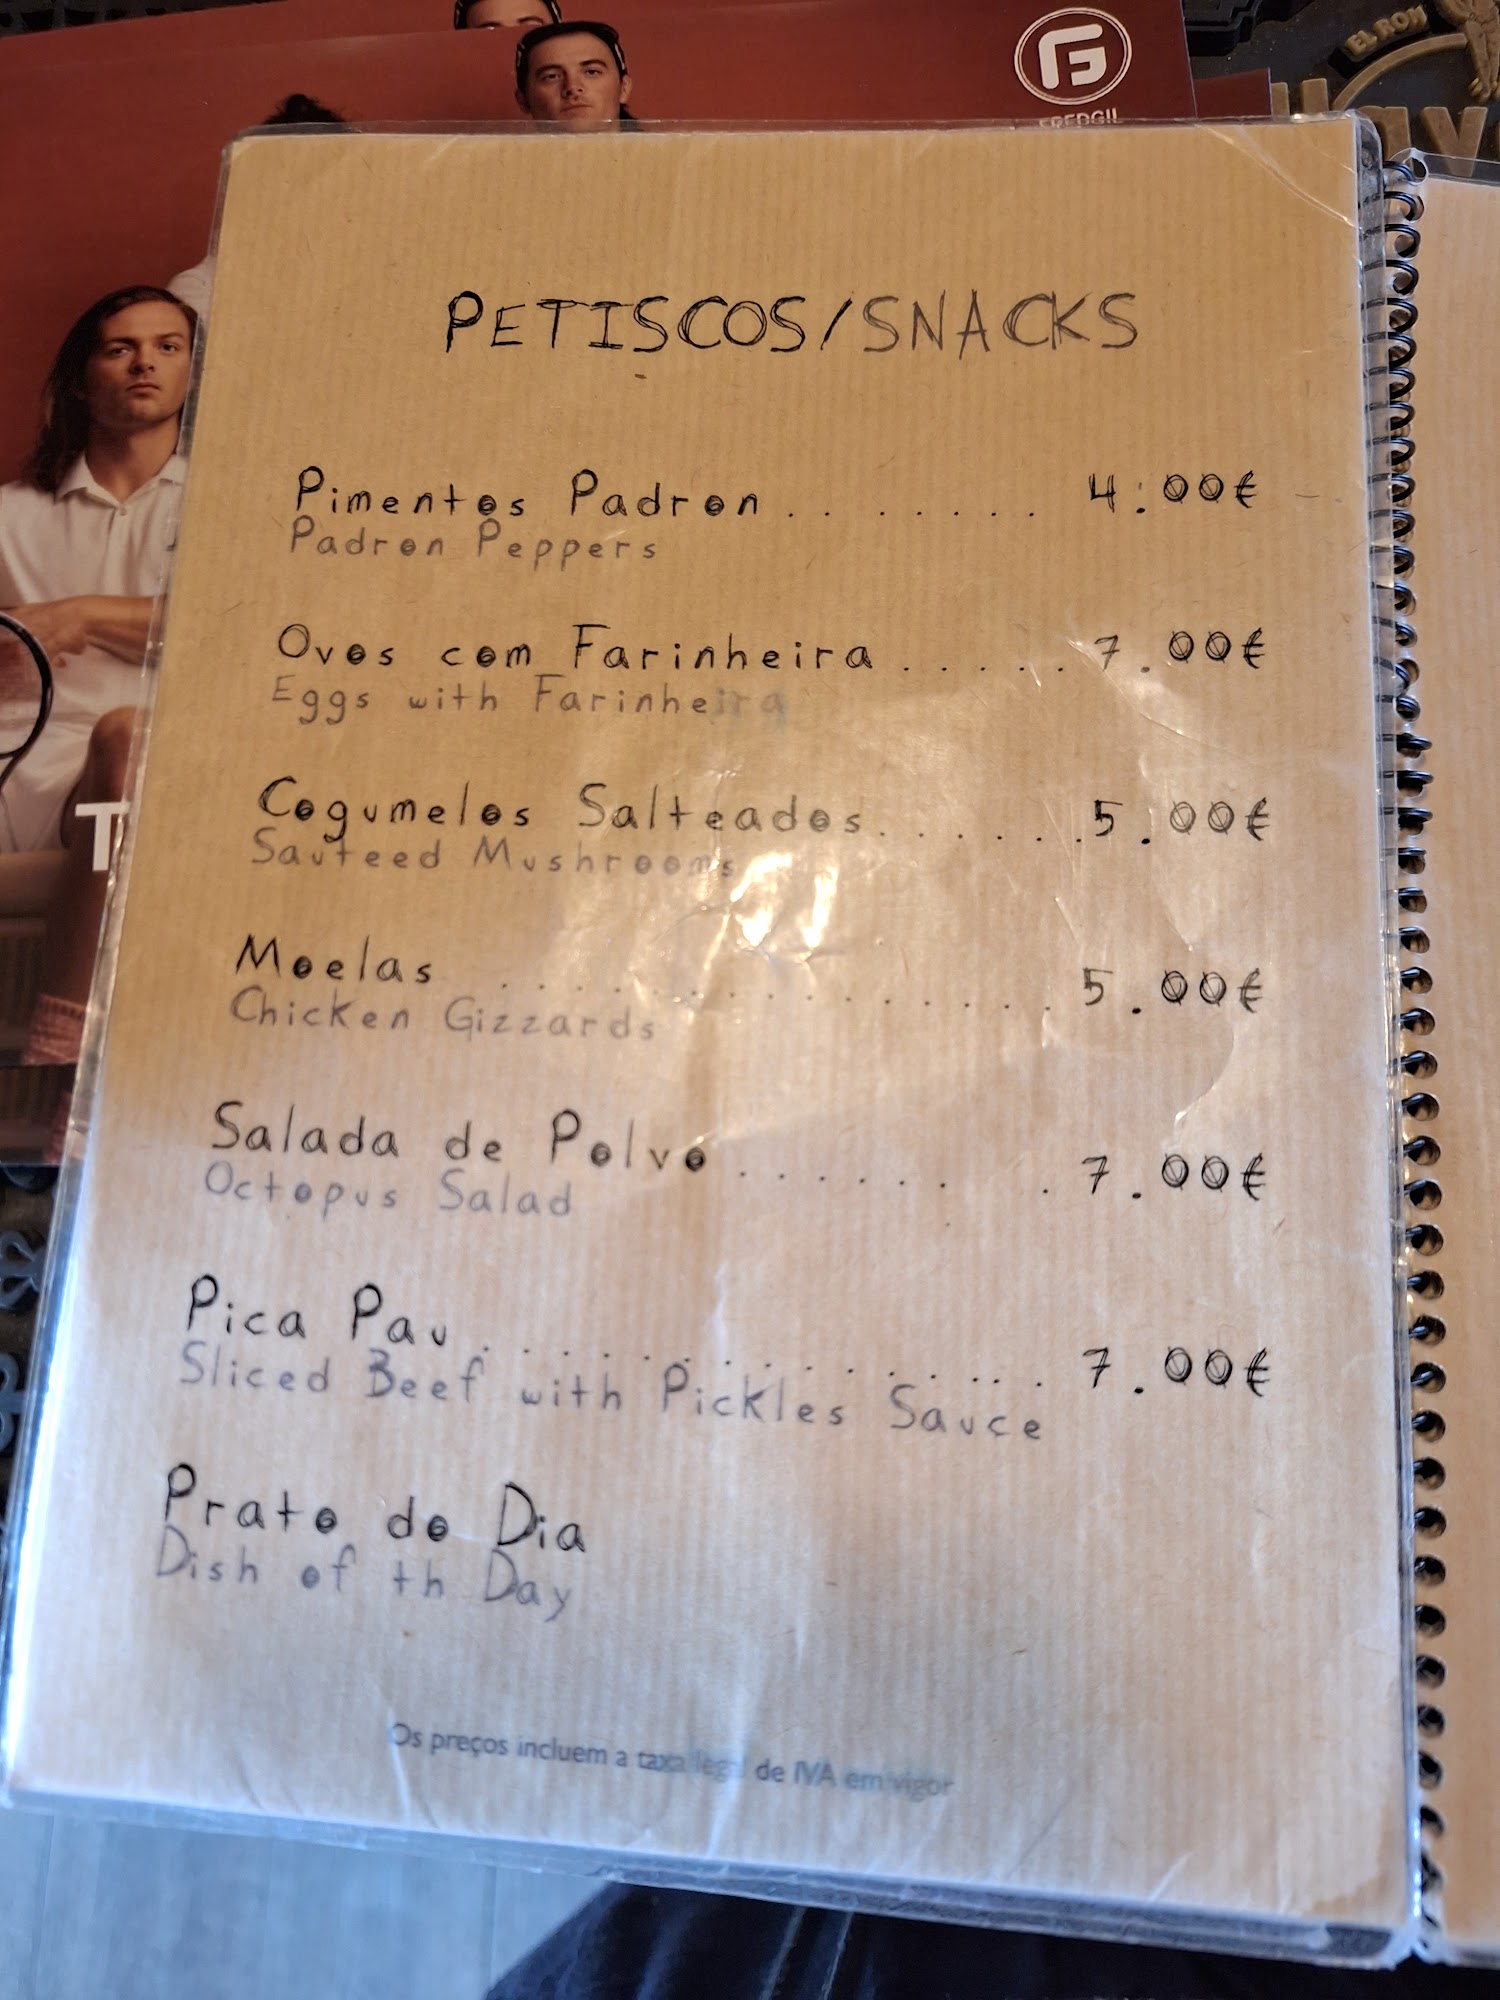 FREDGIL
EL RON
T
PETISCOS/SNACKS
Pimentos Padron . . . . . . . . 4.00€
Padron Peppers
Ovos com Farinheira . . . . . 7.00€
Eggs with Farinheira
Cogumelos Salteados . . . . . . 5.00€
Sauteed Mushrooms
Moelas . . . . . . . . . . . . . . . 5.00€
Chicken Gizzards
Salada de Polvo . . . . . . . 7.00€
Octopus Salad
Pica Pau . . . . . . . . . . . . . . . 7.00€
Sliced Beef with Pickles Sauce
Prato do Dia
Dish of th Day
Os preços incluem a taxa legal de IVA em vigor